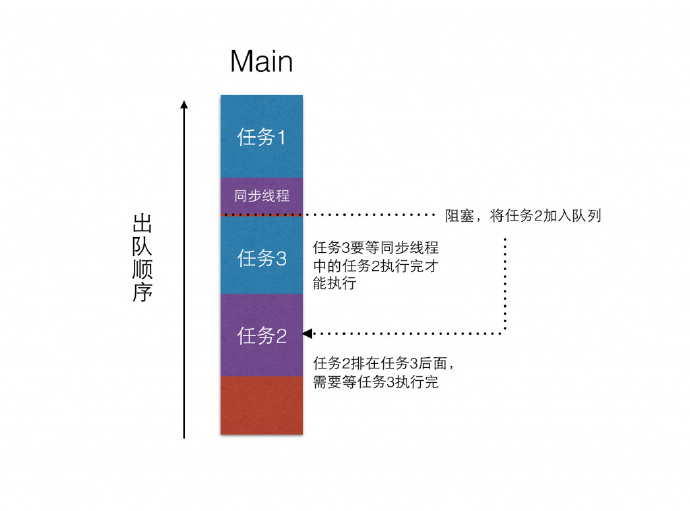 Main
任务1
同步线程
阻塞，将任务2加入队列
出队顺序
任务3
任务3要等同步线程
中的任务2执行完才
能执行
任务2
任务2排在任务3后面，
需要等任务3执行完